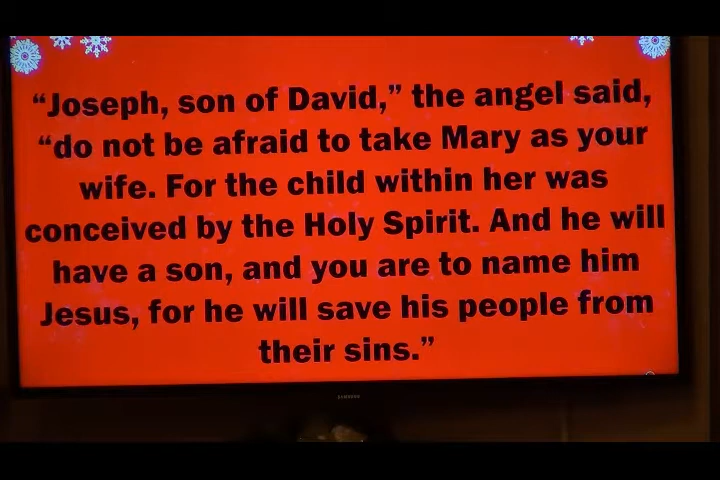 “Joseph, son of David,” the angel said,
“do not be afraid to take Mary as your
wife. For the child within her was
conceived by the Holy Spirit. And he will
have a son, and you are to name him
Jesus, for he will save his people from
their sins.”
SAMSUNG